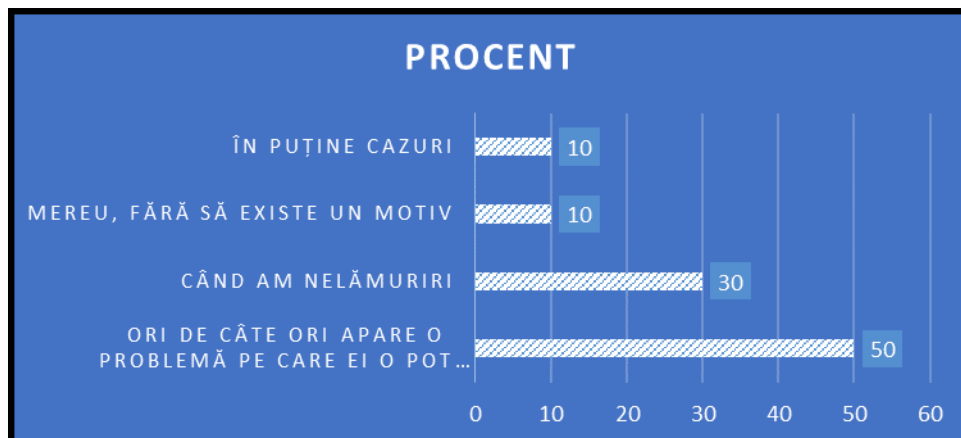 PROCENT
ÎN PUȚINE CAZURI
10
MEREU, FĂRĂ SĂ EXISTE UN MOTIV
10
CÂND AM NELĂMURIRI
30
ORI DE CÂTE ORI APARE O
PROBLEMĂ PE CARE EI O POT...
50
0 10 20 30 40 50 60